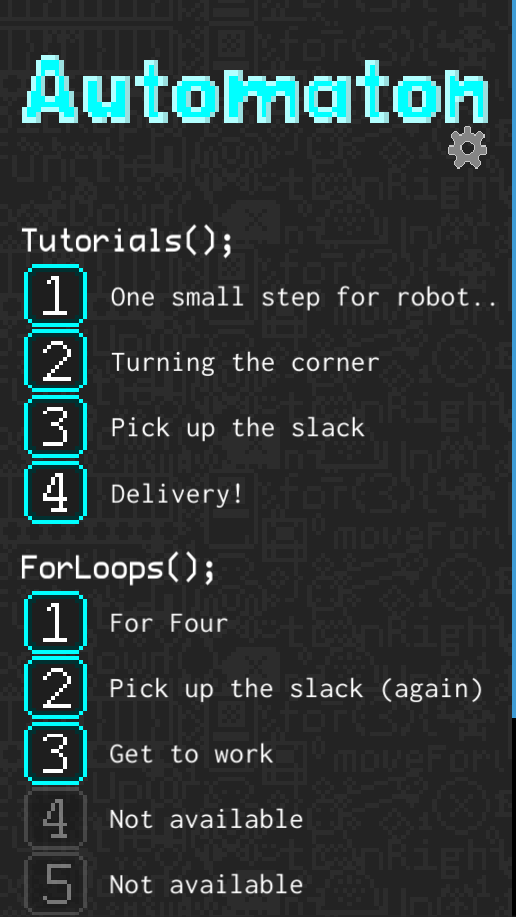 Automaton
Tutorials();
1 One small step for robot..
2 Turning the corner
3 Pick up the slack
4 Delivery!
ForLoops();
1 For Four
2 Pick up the slack (again)
3 Get to work
4 Not available
5 Not available